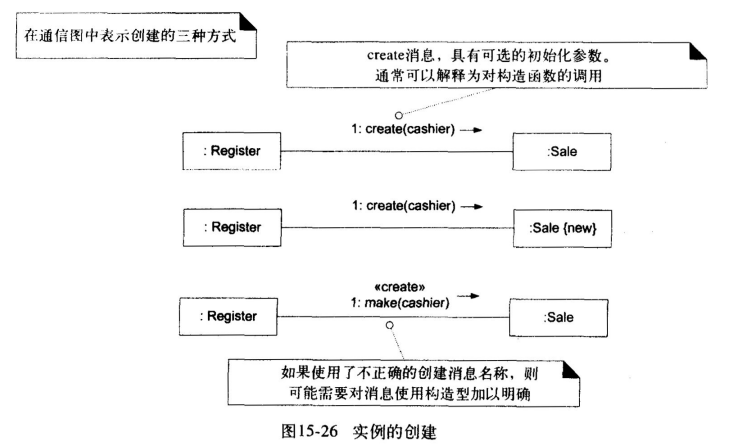 在通信图中表示创建的三种方式
create消息，具有可选的初始化参数。
通常可以解释为对构造函数的调用
1: create(cashier)
: Register
:Sale
1: create(cashier)
: Register
:Sale {new}
«create»
1: make(cashier)
: Register
:Sale
如果使用了不正确的创建消息名称，则
可能需要对消息使用构造型加以明确
图15-26 实例的创建